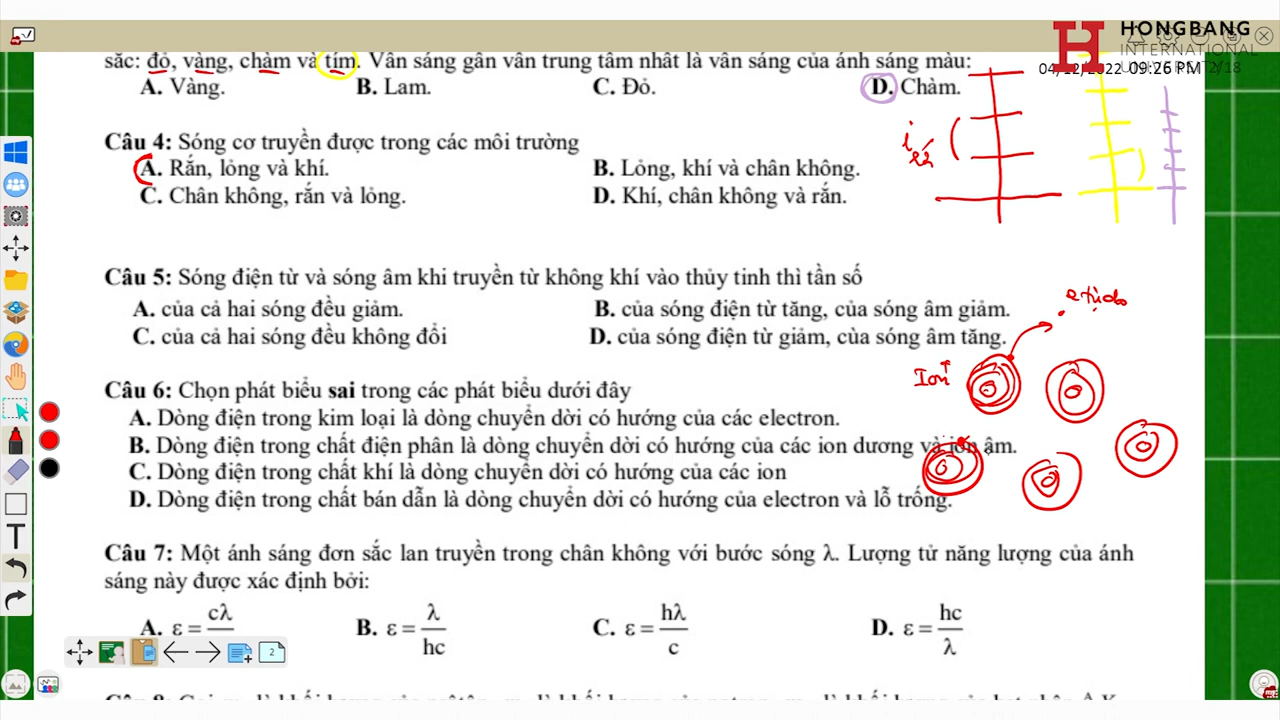 HONGBANG
INTERNATIONAL
UNIVERSITY
04/12/2022 09:26 PM 2/18
sắc: đỏ, vàng, chàm và tím. Vân sáng gần vân trung tâm nhất là vân sáng của ánh sáng màu:
A. Vàng. B. Lam. C. Đỏ. D. Chàm.
Câu 4: Sóng cơ truyền được trong các môi trường
A. Rắn, lỏng và khí. B. Lỏng, khí và chân không.
C. Chân không, rắn và lỏng. D. Khí, chân không và rắn.
Câu 5: Sóng điện từ và sóng âm khi truyền từ không khí vào thủy tinh thì tần số
A. của cả hai sóng đều giảm. B. của sóng điện từ tăng, của sóng âm giảm.
C. của cả hai sóng đều không đổi D. của sóng điện từ giảm, của sóng âm tăng.
Ion
Câu 6: Chọn phát biểu sai trong các phát biểu dưới đây
A. Dòng điện trong kim loại là dòng chuyển dời có hướng của các electron.
B. Dòng điện trong chất điện phân là dòng chuyển dời có hướng của các ion dương và ion âm.
C. Dòng điện trong chất khí là dòng chuyển dời có hướng của các ion
D. Dòng điện trong chất bán dẫn là dòng chuyển dời có hướng của electron và lỗ trống.
Câu 7: Một ánh sáng đơn sắc lan truyền trong chân không với bước sóng λ. Lượng tử năng lượng của ánh
sáng này được xác định bởi:
A. ε = cλ B. ε = λ/hc C. ε = hλ/c D. ε = hc/λ
2